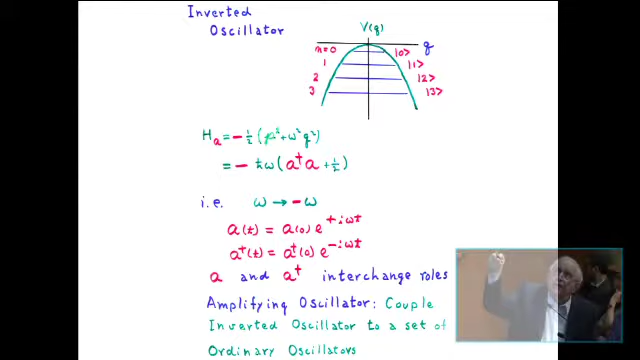 Inverted
Oscillator
V(q)
q
n=0 |0>
1 |1>
2 |2>
3 |3>
H_a = - ½ (p² + ω² q²)
= - ħω (a†a + ½)
i.e. ω → -ω
a(t) = a(0) e^{+iωt}
a†(t) = a†(0) e^{-iωt}
a and a† interchange roles
Amplifying Oscillator: Couple
Inverted Oscillator to a set of
Ordinary Oscillators